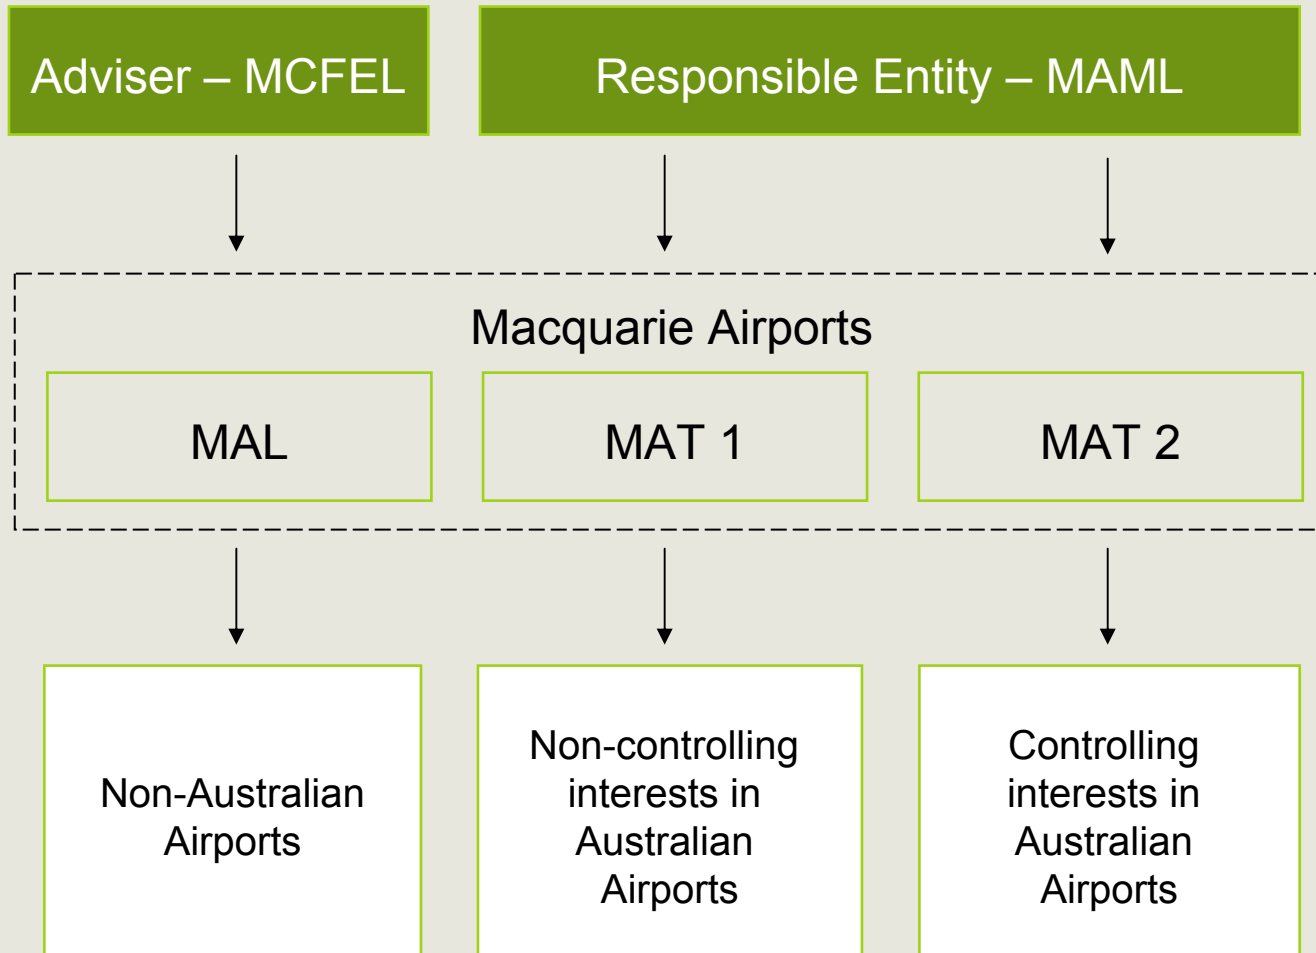 Adviser – MCFEL
Responsible Entity – MAML
Macquarie Airports
MAL
MAT 1
MAT 2
Non-Australian
Airports
Non-controlling
interests in
Australian
Airports
Controlling
interests in
Australian
Airports